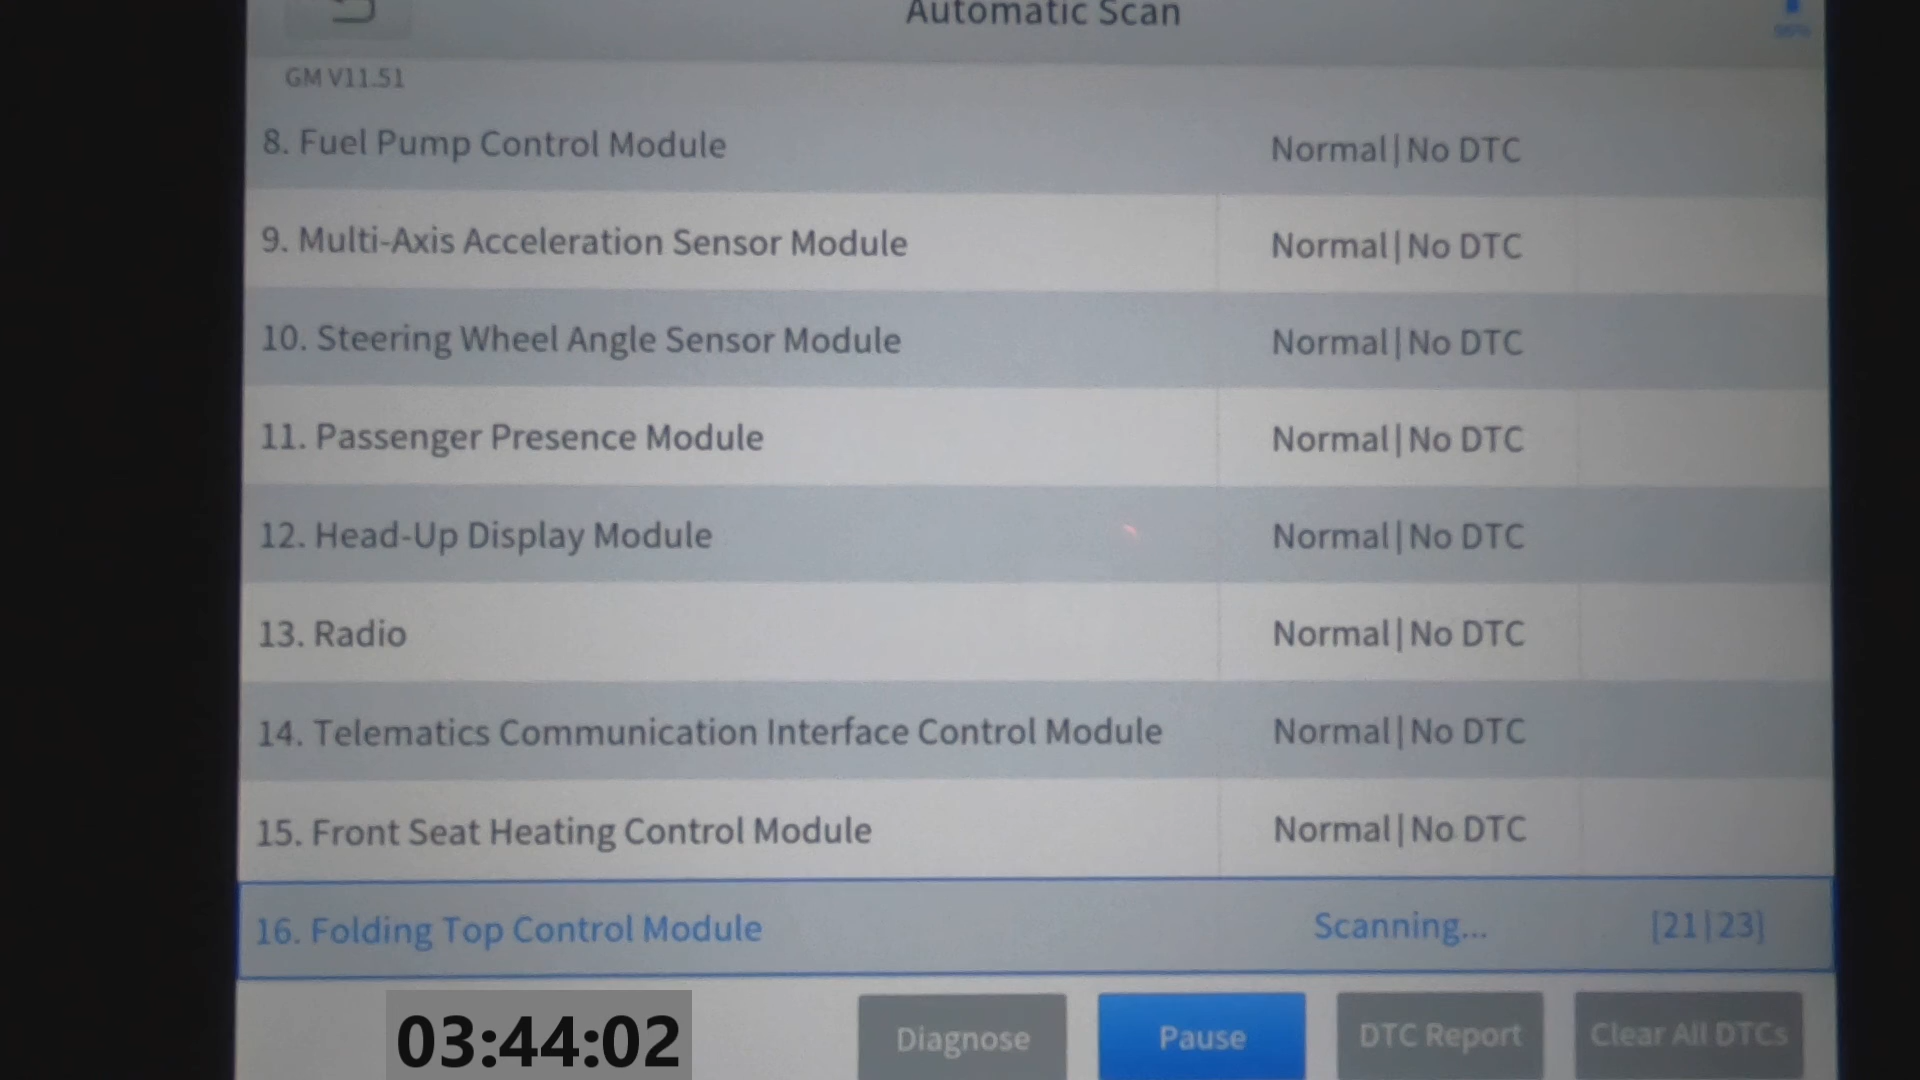 Automatic Scan
GM V11.51
8. Fuel Pump Control Module Normal|No DTC
9. Multi-Axis Acceleration Sensor Module Normal|No DTC
10. Steering Wheel Angle Sensor Module Normal|No DTC
11. Passenger Presence Module Normal|No DTC
12. Head-Up Display Module Normal|No DTC
13. Radio Normal|No DTC
14. Telematics Communication Interface Control Module Normal|No DTC
15. Front Seat Heating Control Module Normal|No DTC
16. Folding Top Control Module Scanning... [21|23]
03:44:02 Diagnose Pause DTC Report Clear All DTCs